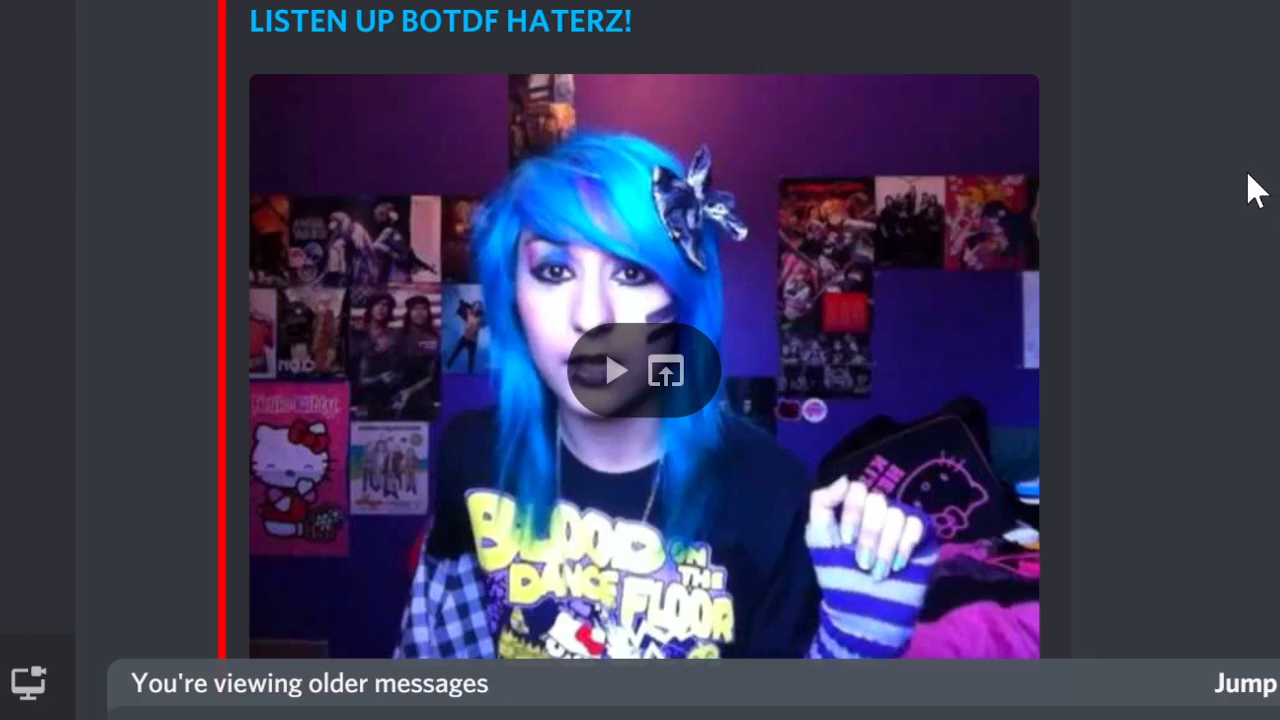 LISTEN UP BOTDF HATERZ!
Hello Kitty
BLOOD
ON
THE
DANCE FLOOR
You're viewing older messages
Jump